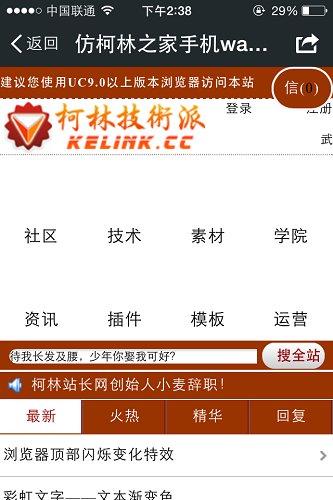 中国联通 下午2:38 29%
返回 仿柯林之家手机wa...
建议您使用UC9.0以上版本浏览器访问本站 信(0)
柯林技術派 登录 注册
KELINK.CC 武
社区 技术 素材 学院
资讯 插件 模板 运营
待我长发及腰，少年你娶我可好? 搜全站
柯林站长网创始人小麦辞职！
最新 火热 精华 回复
浏览器顶部闪烁变化特效
彩虹文字——文本渐变色